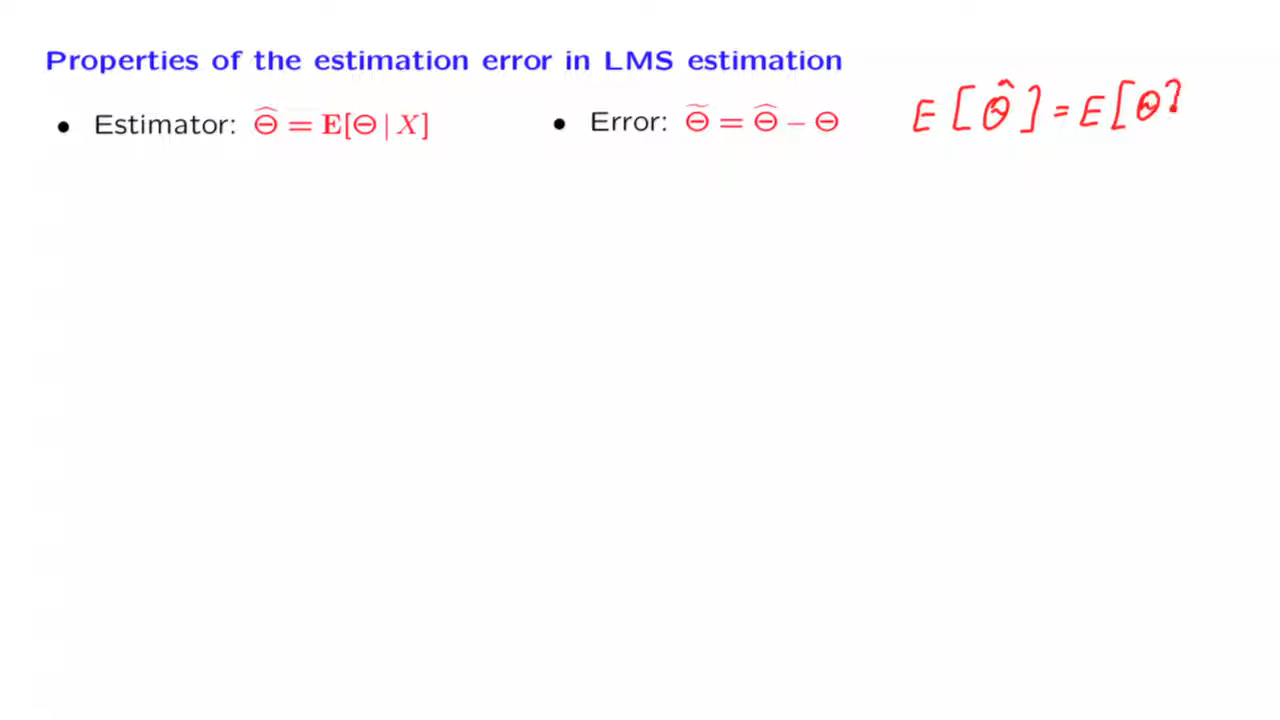 Properties of the estimation error in LMS estimation
• Estimator: Θ̂ = E[Θ | X]
• Error: Θ̃ = Θ̂ − Θ
E [Θ̂] = E [Θ]